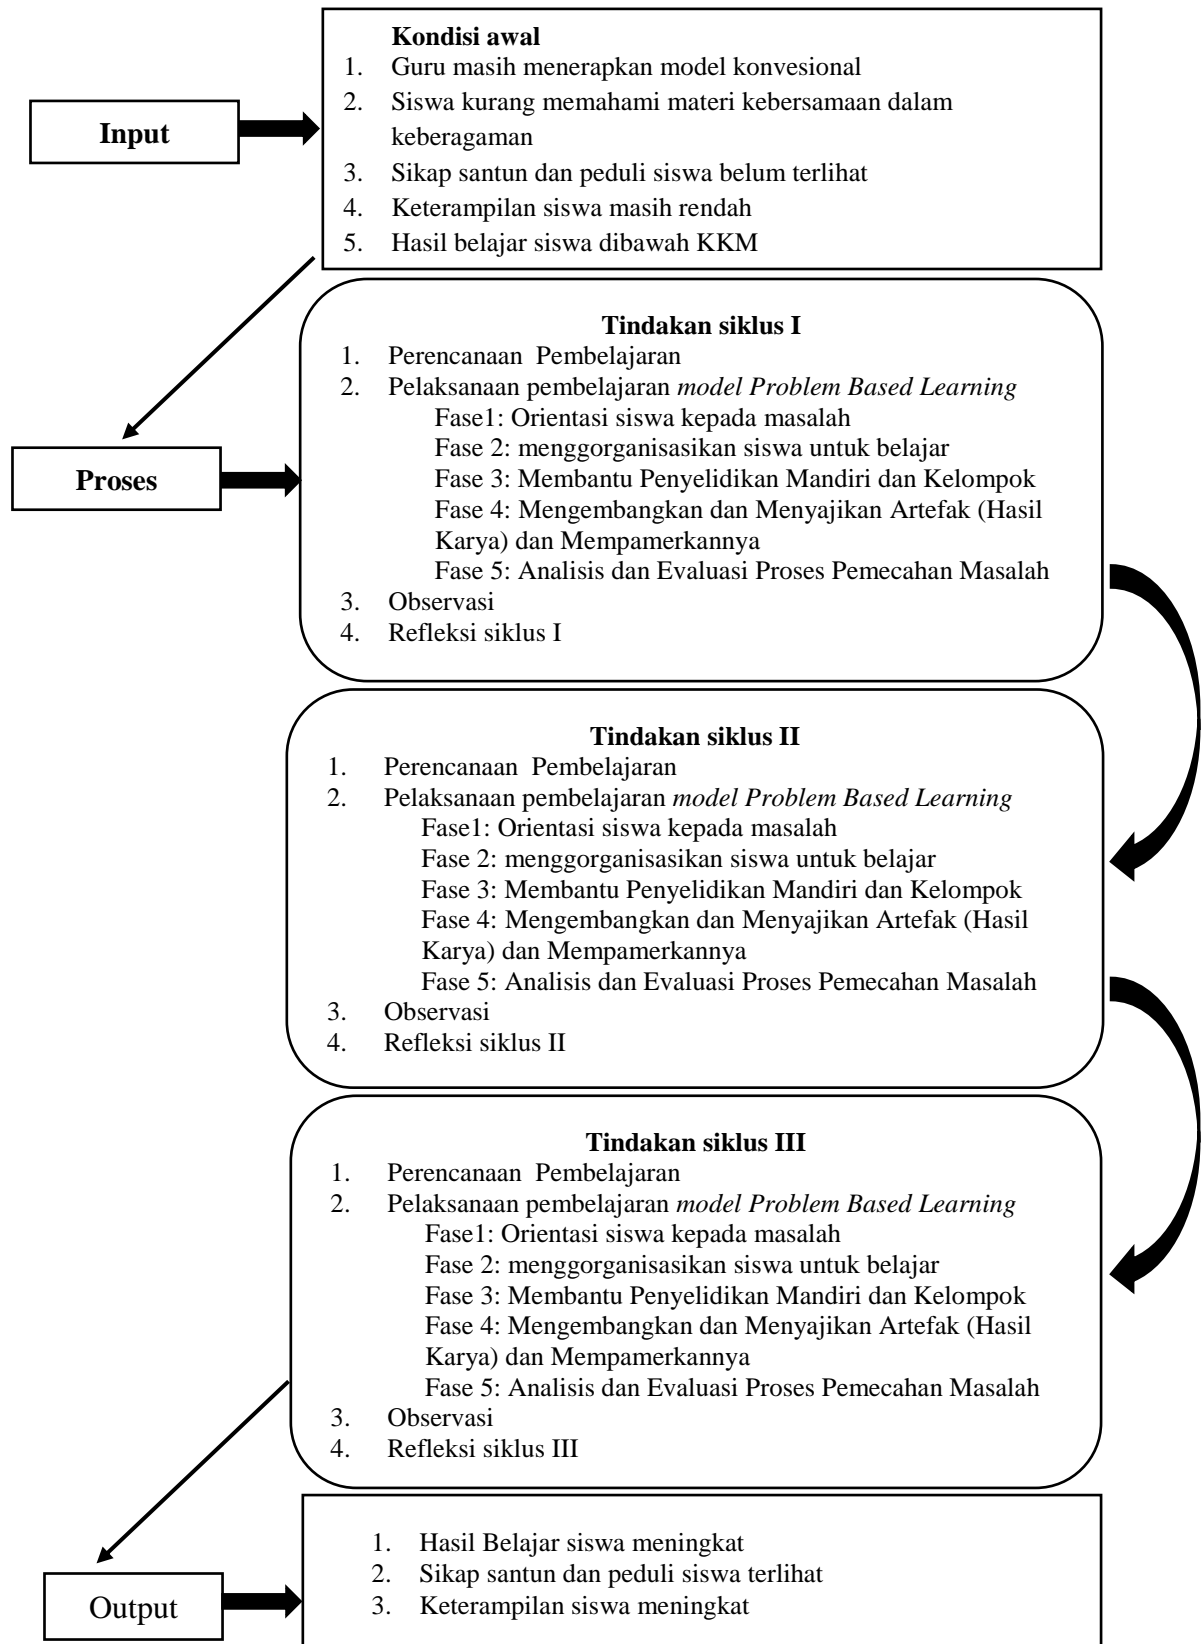 Kondisi awal
1. Guru masih menerapkan model konvesional
2. Siswa kurang memahami materi kebersamaan dalam
keberagaman
3. Sikap santun dan peduli siswa belum terlihat
4. Keterampilan siswa masih rendah
5. Hasil belajar siswa dibawah KKM
Input
Tindakan siklus I
1. Perencanaan Pembelajaran
2. Pelaksanaan pembelajaran model Problem Based Learning
Fase1: Orientasi siswa kepada masalah
Fase 2: menggorganisasikan siswa untuk belajar
Fase 3: Membantu Penyelidikan Mandiri dan Kelompok
Fase 4: Mengembangkan dan Menyajikan Artefak (Hasil
Karya) dan Mempamerkannya
Fase 5: Analisis dan Evaluasi Proses Pemecahan Masalah
3. Observasi
4. Refleksi siklus I
Proses
Tindakan siklus II
1. Perencanaan Pembelajaran
2. Pelaksanaan pembelajaran model Problem Based Learning
Fase1: Orientasi siswa kepada masalah
Fase 2: menggorganisasikan siswa untuk belajar
Fase 3: Membantu Penyelidikan Mandiri dan Kelompok
Fase 4: Mengembangkan dan Menyajikan Artefak (Hasil
Karya) dan Mempamerkannya
Fase 5: Analisis dan Evaluasi Proses Pemecahan Masalah
3. Observasi
4. Refleksi siklus II
Tindakan siklus III
1. Perencanaan Pembelajaran
2. Pelaksanaan pembelajaran model Problem Based Learning
Fase1: Orientasi siswa kepada masalah
Fase 2: menggorganisasikan siswa untuk belajar
Fase 3: Membantu Penyelidikan Mandiri dan Kelompok
Fase 4: Mengembangkan dan Menyajikan Artefak (Hasil
Karya) dan Mempamerkannya
Fase 5: Analisis dan Evaluasi Proses Pemecahan Masalah
3. Observasi
4. Refleksi siklus III
1. Hasil Belajar siswa meningkat
2. Sikap santun dan peduli siswa terlihat
3. Keterampilan siswa meningkat
Output